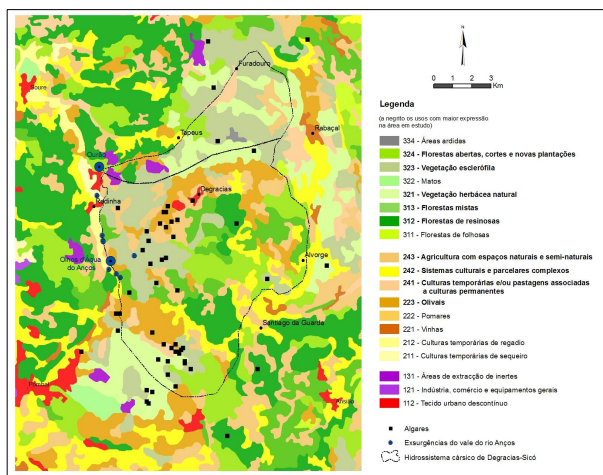 Furadouro
Soure
Rabaçal
Tapeus
Ourão
Degracias
Redinha
Olhos d'Água
do Anços
Alvorge
Santiago da Guarda
Pombal
Ansião
N
0 1 2 3
Km
Legenda
(a negrito os usos com maior expressão
na área em estudo)
334 - Áreas ardidas
324 - Florestas abertas, cortes e novas plantações
323 - Vegetação esclerófila
322 - Matos
321 - Vegetação herbácea natural
313 - Florestas mistas
312 - Florestas de resinosas
311 - Florestas de folhosas
243 - Agricultura com espaços naturais e semi-naturais
242 - Sistemas culturais e parcelares complexos
241 - Culturas temporárias e/ou pastagens associadas
a culturas permanentes
223 - Olivais
222 - Pomares
221 - Vinhas
212 - Culturas temporárias de regadio
211 - Culturas temporárias de sequeiro
131 - Áreas de extracção de inertes
121 - Indústria, comércio e equipamentos gerais
112 - Tecido urbano descontínuo
Algares
Exsurgências do vale do rio Anços
Hidrossistema cársico de Degracias-Sicó